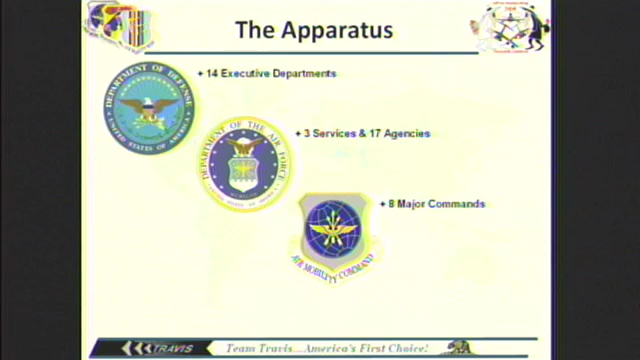 The Apparatus
DEPARTMENT OF DEFENSE
UNITED STATES OF AMERICA
+ 14 Executive Departments
DEPARTMENT OF THE AIR FORCE
+ 3 Services & 17 Agencies
AIR MOBILITY COMMAND
+ 8 Major Commands
TRAVIS
Team Travis...America's First Choice!